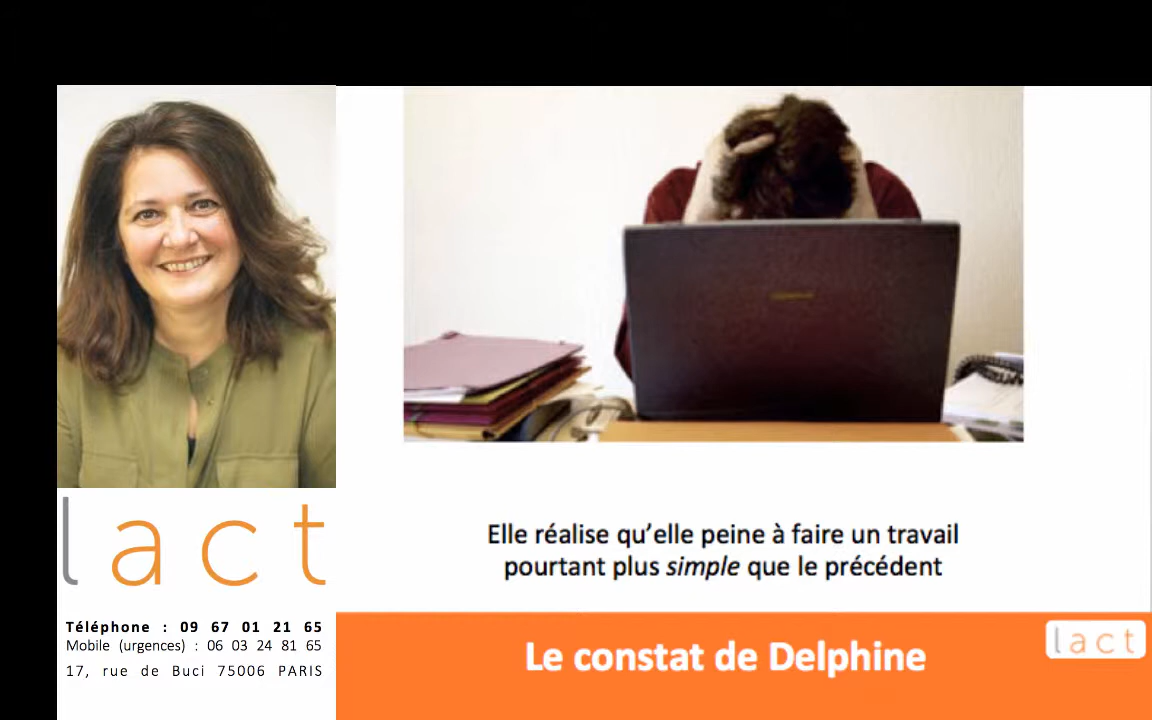 lact
Téléphone : 09 67 01 21 65
Mobile (urgences) : 06 03 24 81 65
17, rue de Buci 75006 PARIS
Elle réalise qu'elle peine à faire un travail
pourtant plus simple que le précédent
Le constat de Delphine
lact